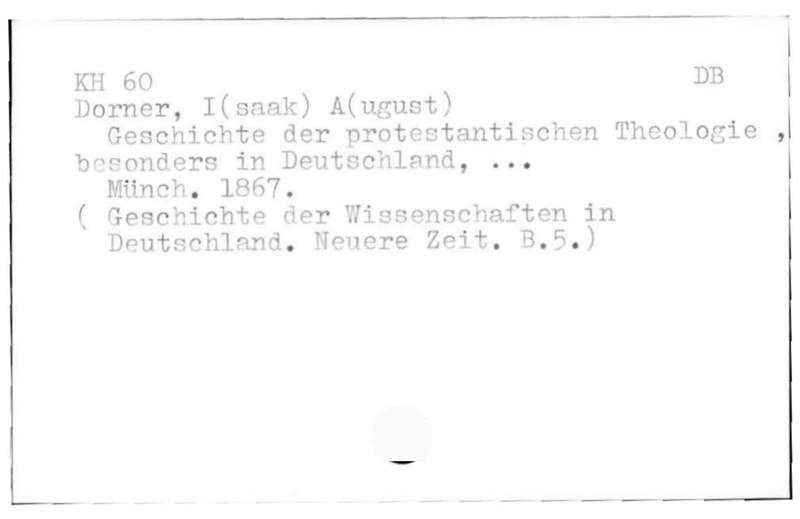 KH 60 DB
Dorner, I(saak) A(ugust)
Geschichte der protestantischen Theologie ,
besonders in Deutschland, ...
Münch. 1867.
( Geschichte der Wissenschaften in
Deutschland. Neuere Zeit. B.5.)